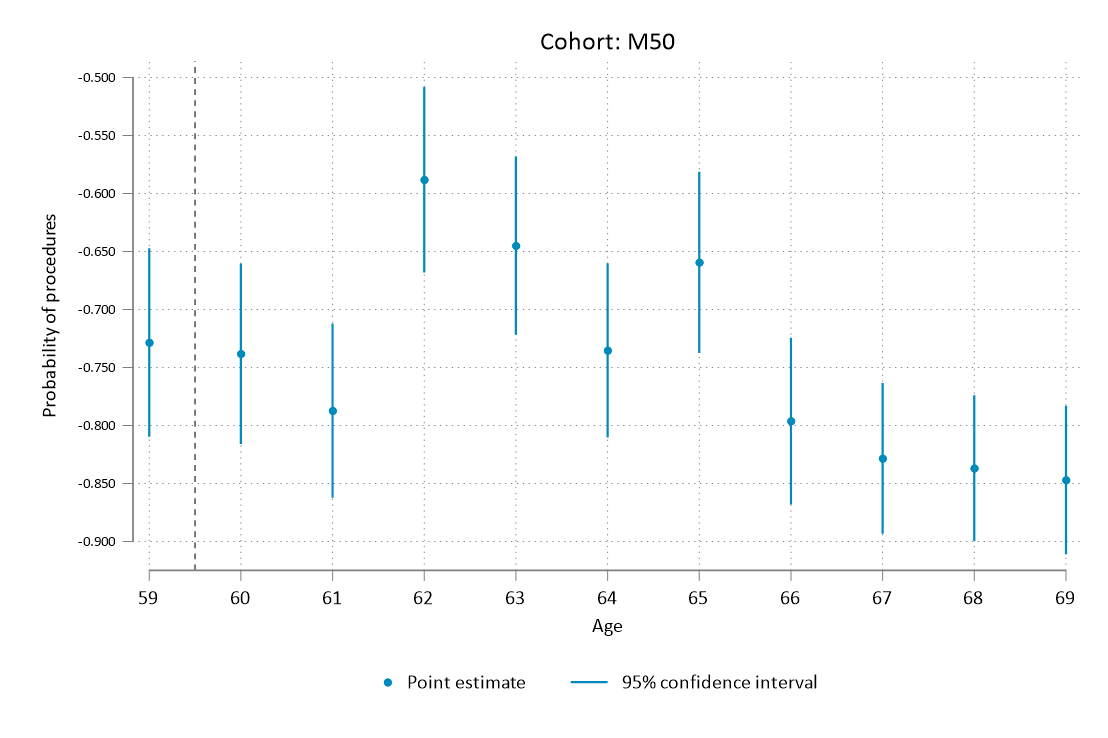 Cohort: M50
-0.500
-0.550
-0.600
-0.650
-0.700
-0.750
-0.800
-0.850
-0.900
Probability of procedures
59 60 61 62 63 64 65 66 67 68 69
Age
Point estimate 95% confidence interval